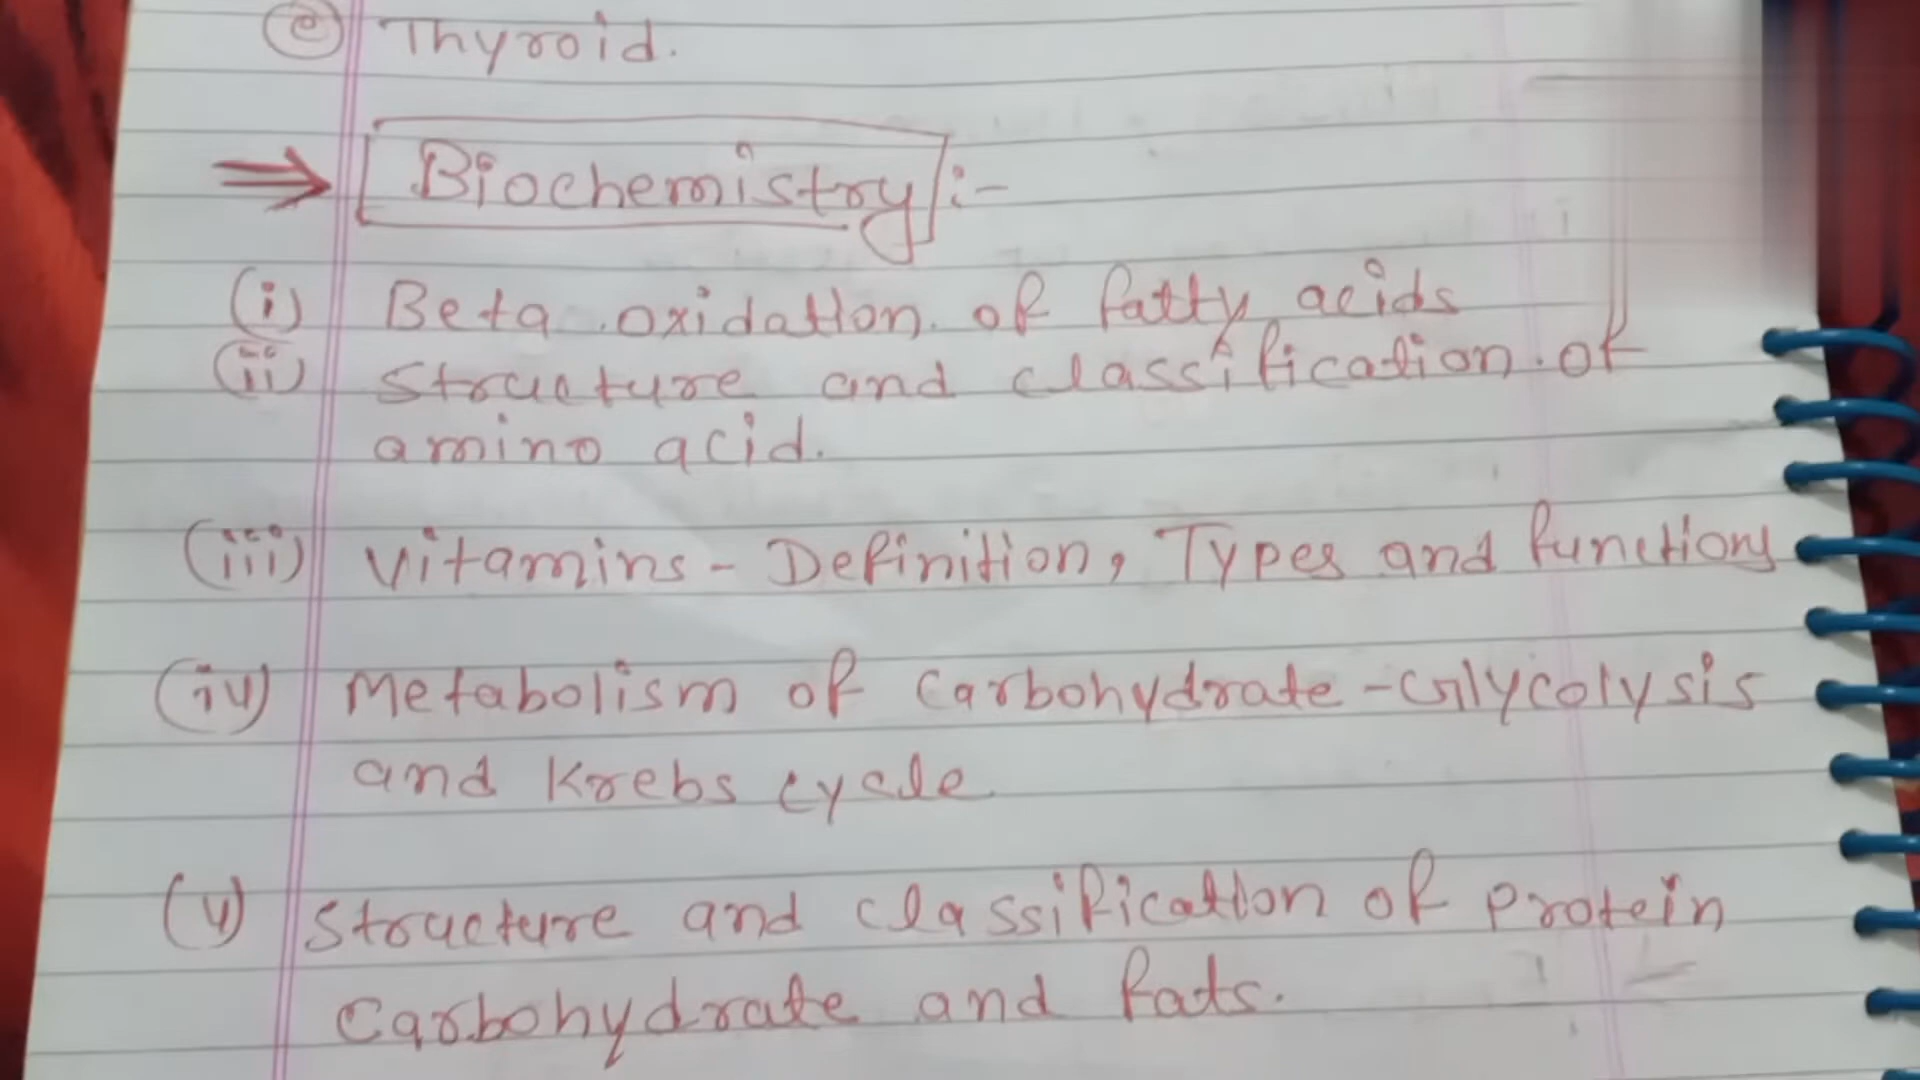 (e) Thyroid.
⇒ Biochemistry :-
(i) Beta oxidation of fatty acids
(ii) Structure and classification of
amino acid.
(iii) Vitamins - Definition, Types and functions
(iv) Metabolism of Carbohydrate - Glycolysis
and Krebs cycle
(v) Structure and classification of protein
Carbohydrate and fats.